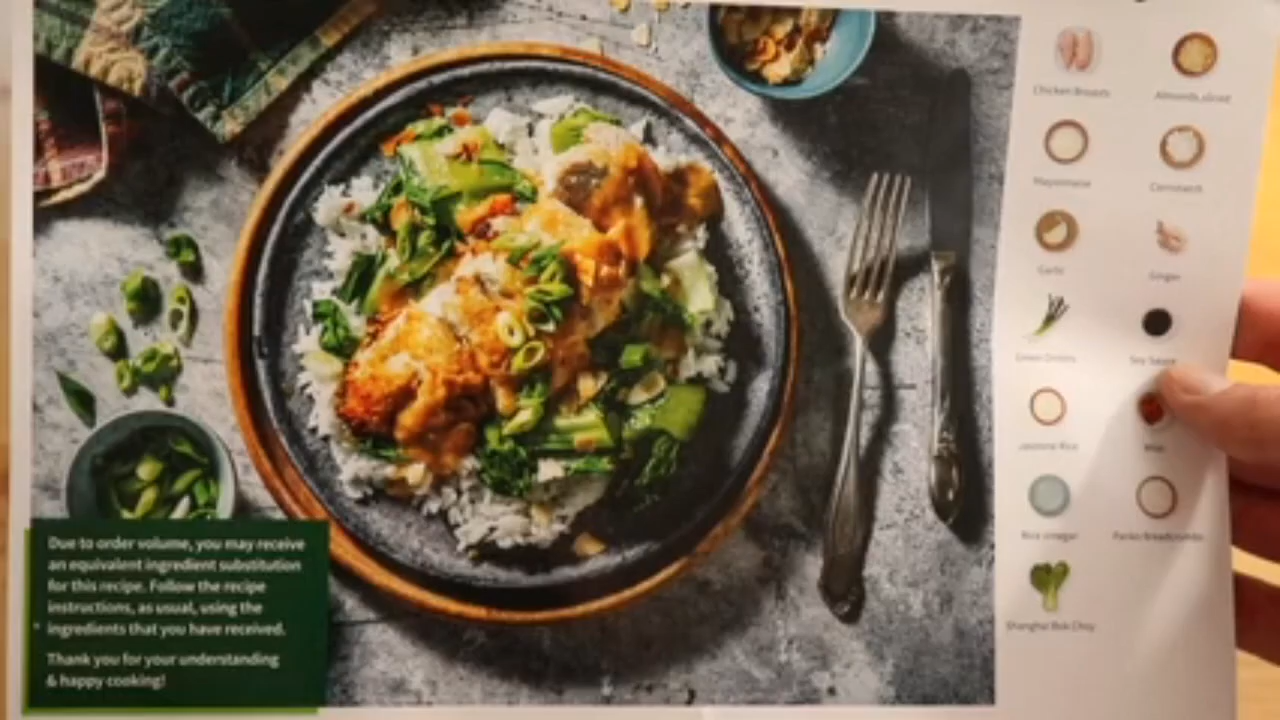 Chicken Breasts
Almonds, sliced
Mayonnaise
Cornstarch
Garlic
Ginger
Green Onions
Soy Sauce
Jasmine Rice
Miso
Rice vinegar
Panko Breadcrumbs
Shanghai Bok Choy
Due to order volume, you may receive
an equivalent ingredient substitution
for this recipe. Follow the recipe
instructions, as usual, using the
ingredients that you have received.
Thank you for your understanding
& happy cooking!